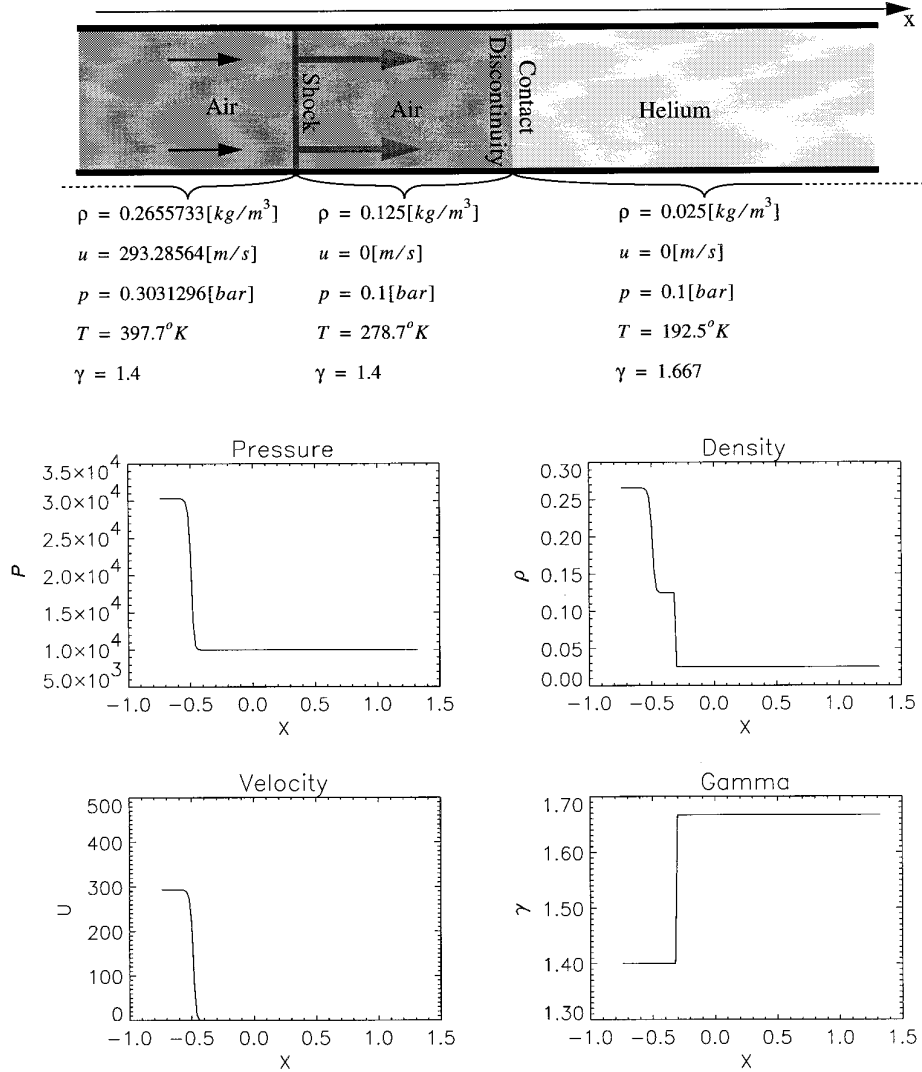 x
Air
Shock
Air
Discontinuity
Contact
Helium
ρ = 0.2655733[kg/m³]
u = 293.28564[m/s]
p = 0.3031296[bar]
T = 397.7°K
γ = 1.4
ρ = 0.125[kg/m³]
u = 0[m/s]
p = 0.1[bar]
T = 278.7°K
γ = 1.4
ρ = 0.025[kg/m³]
u = 0[m/s]
p = 0.1[bar]
T = 192.5°K
γ = 1.667
Pressure
3.5×10⁴
3.0×10⁴
2.5×10⁴
2.0×10⁴
1.5×10⁴
1.0×10⁴
5.0×10³
P
-1.0 -0.5 0.0 0.5 1.0 1.5
X
Density
0.30
0.25
0.20
0.15
0.10
0.05
0.00
ρ
-1.0 -0.5 0.0 0.5 1.0 1.5
X
Velocity
500
400
300
200
100
0
U
-1.0 -0.5 0.0 0.5 1.0 1.5
X
Gamma
1.70
1.60
1.50
1.40
1.30
γ
-1.0 -0.5 0.0 0.5 1.0 1.5
X